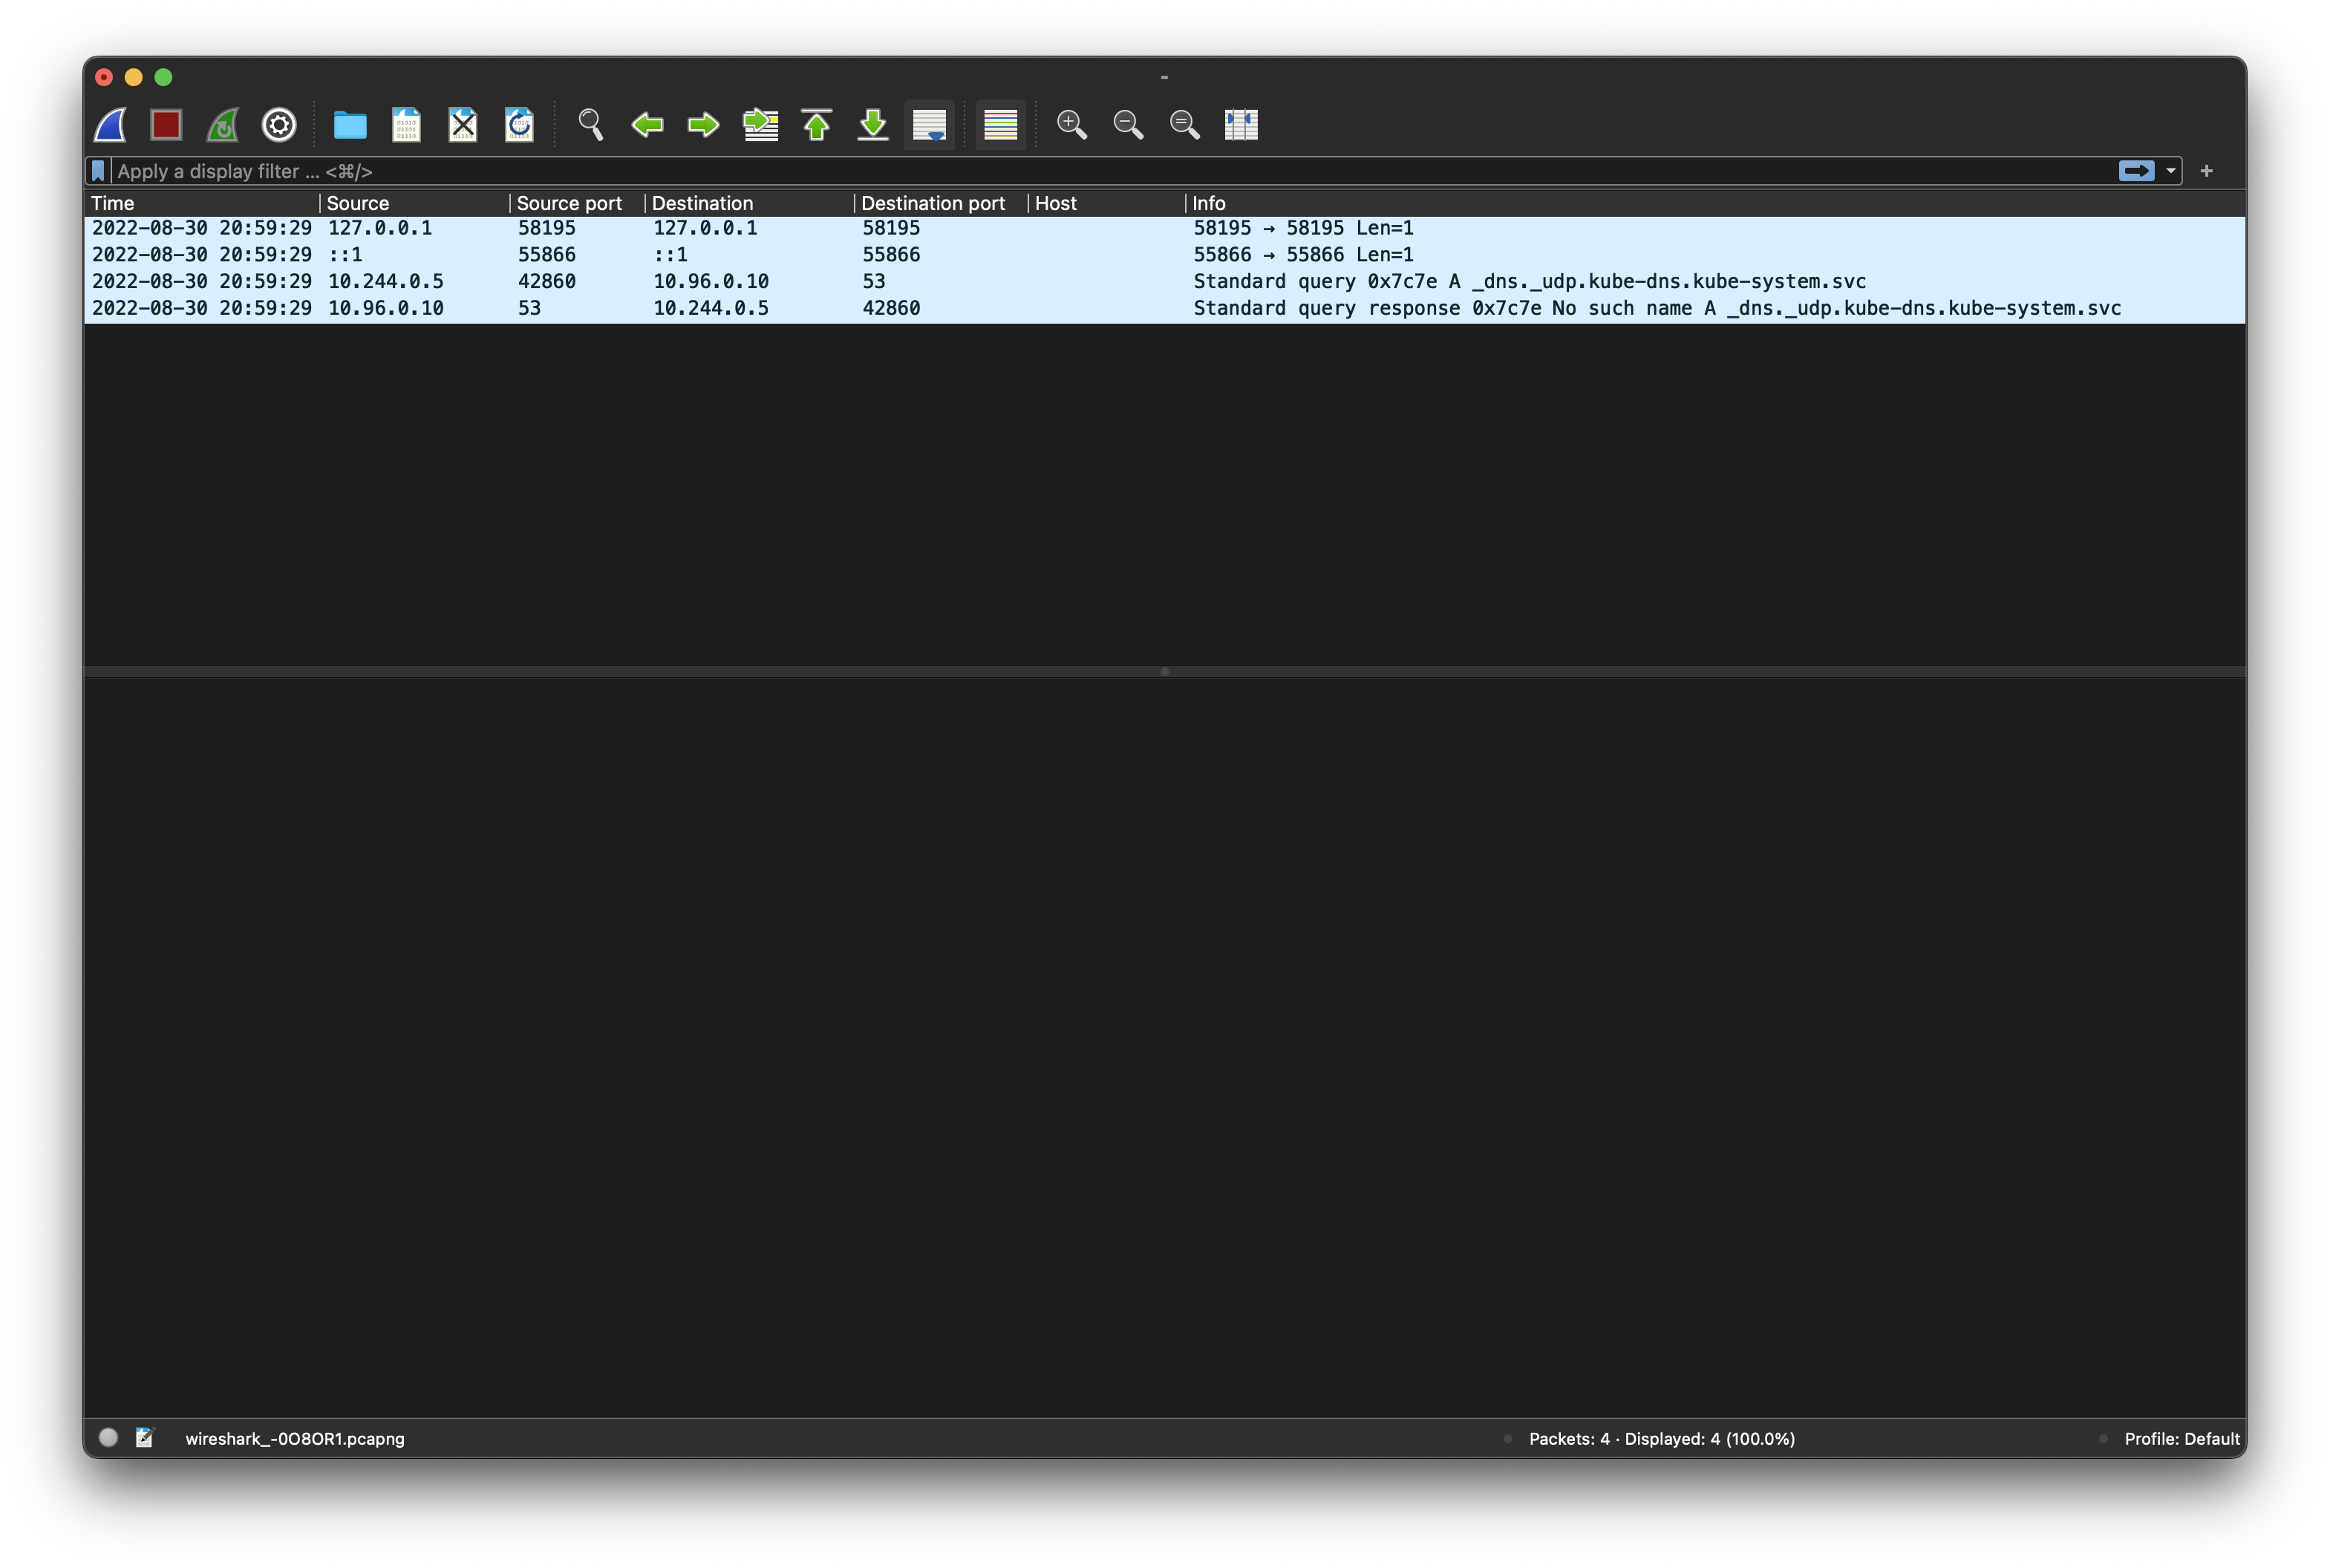 -
Apply a display filter ... <⌘/>
+
Time Source Source port Destination Destination port Host Info
2022-08-30 20:59:29 127.0.0.1 58195 127.0.0.1 58195 58195 → 58195 Len=1
2022-08-30 20:59:29 ::1 55866 ::1 55866 55866 → 55866 Len=1
2022-08-30 20:59:29 10.244.0.5 42860 10.96.0.10 53 Standard query 0x7c7e A _dns._udp.kube-dns.kube-system.svc
2022-08-30 20:59:29 10.96.0.10 53 10.244.0.5 42860 Standard query response 0x7c7e No such name A _dns._udp.kube-dns.kube-system.svc
wireshark_-0O8OR1.pcapng Packets: 4 · Displayed: 4 (100.0%) Profile: Default